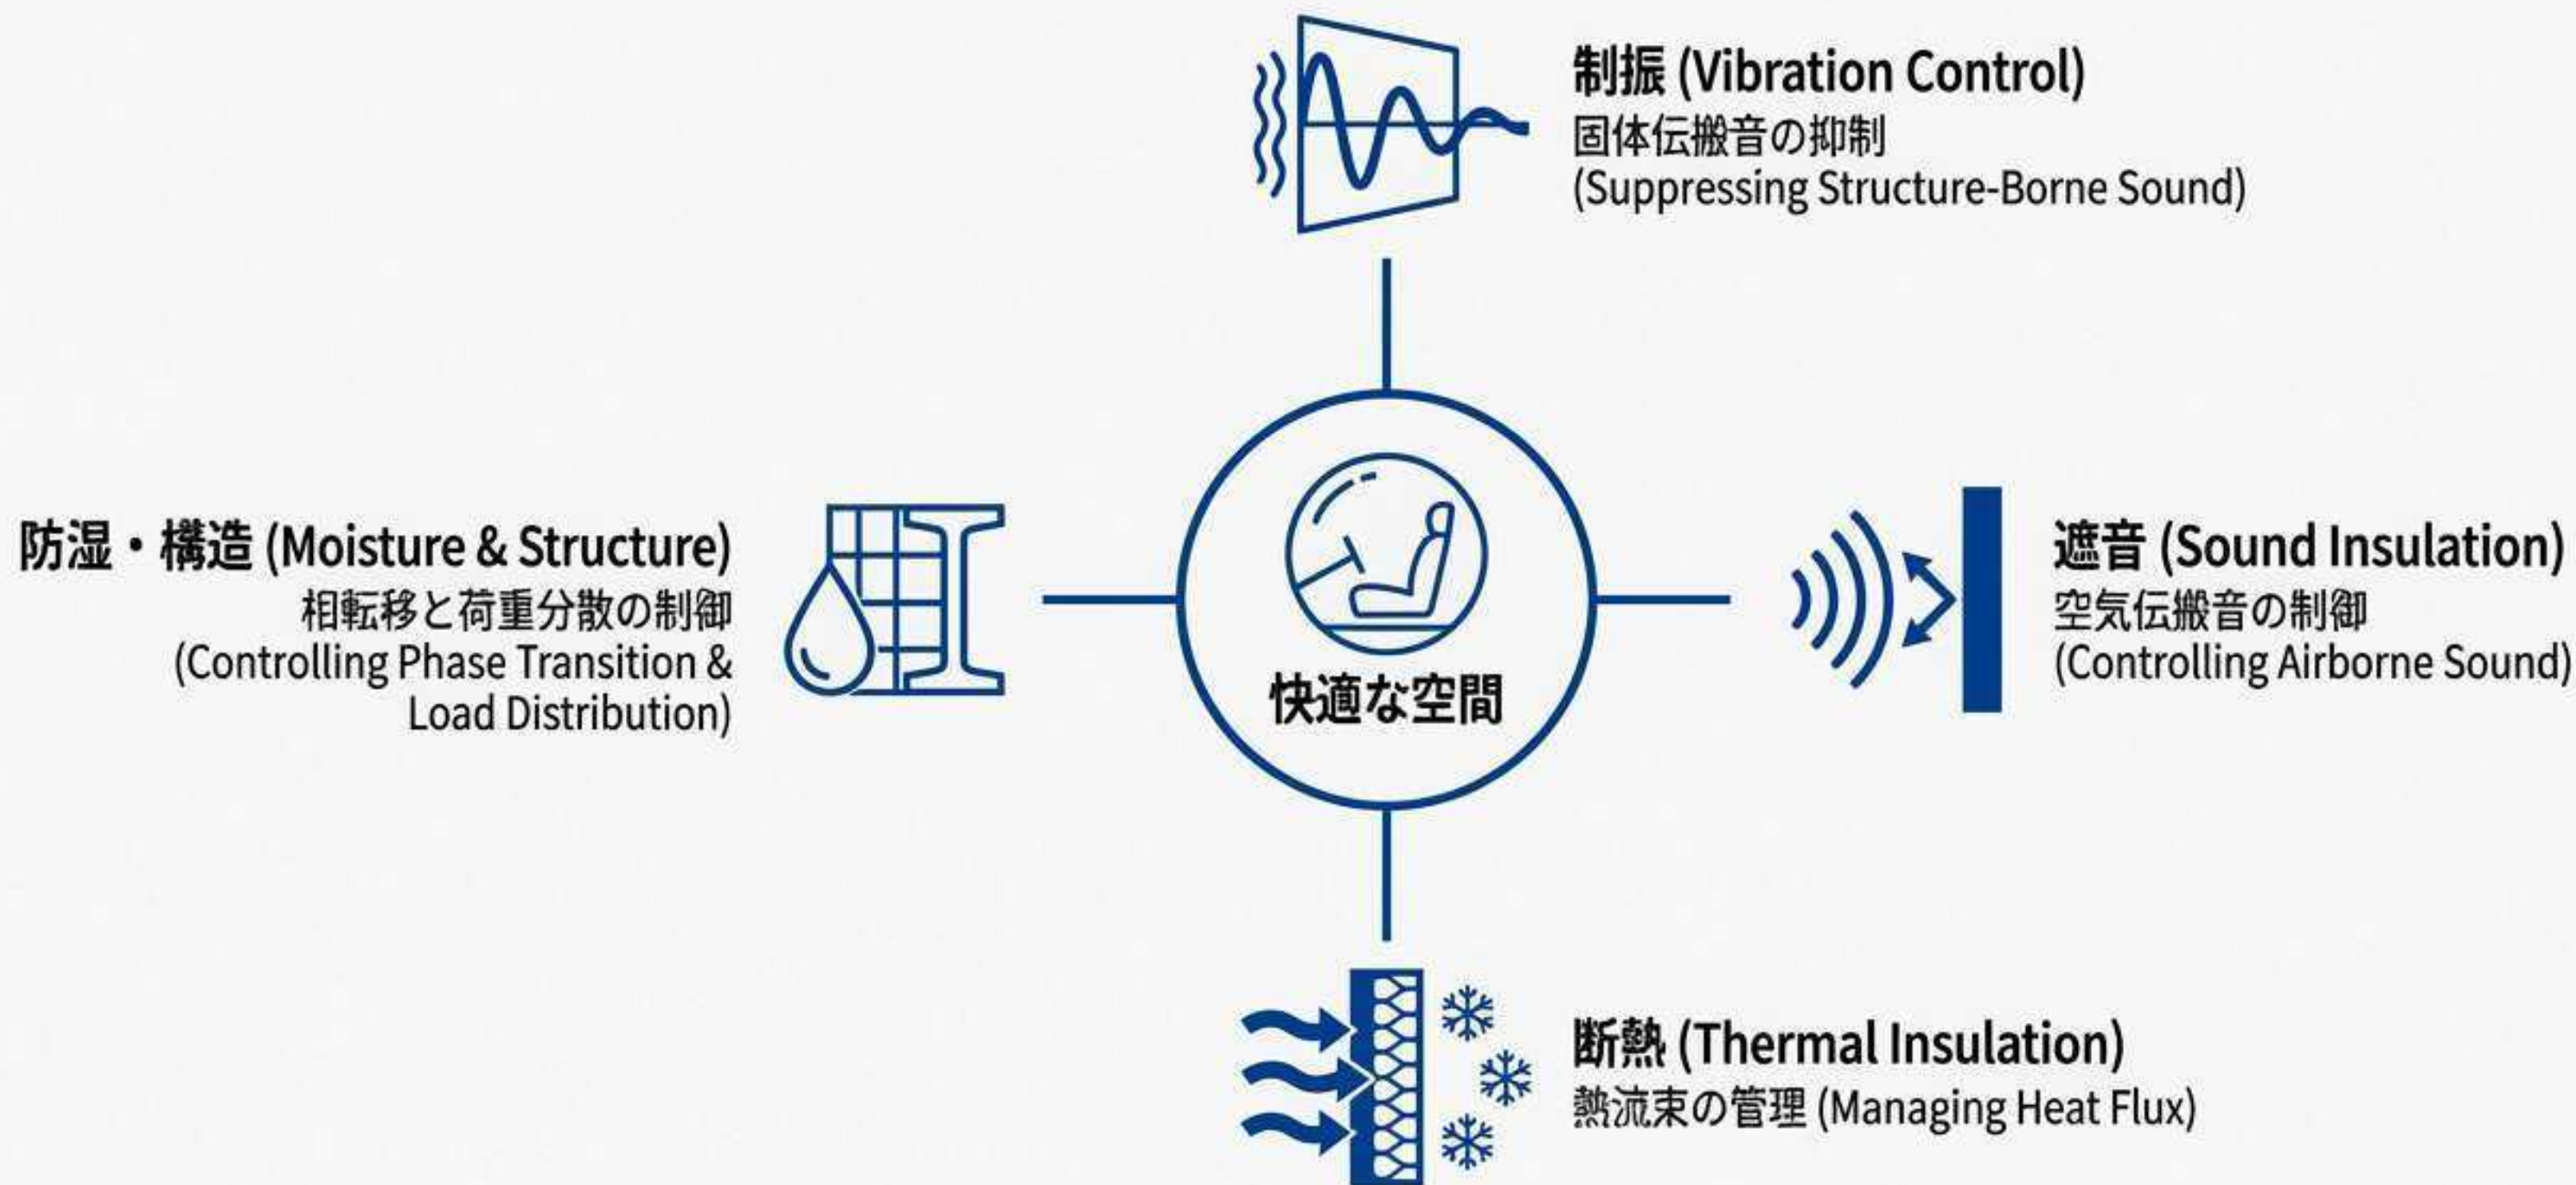 制振 (Vibration Control)
固体伝搬音の抑制
(Suppressing Structure-Borne Sound)
防湿・構造 (Moisture & Structure)
相転移と荷重分散の制御
(Controlling Phase Transition &
Load Distribution)
快適な空間
遮音 (Sound Insulation)
空気伝搬音の制御
(Controlling Airborne Sound)
断熱 (Thermal Insulation)
熱流束の管理 (Managing Heat Flux)